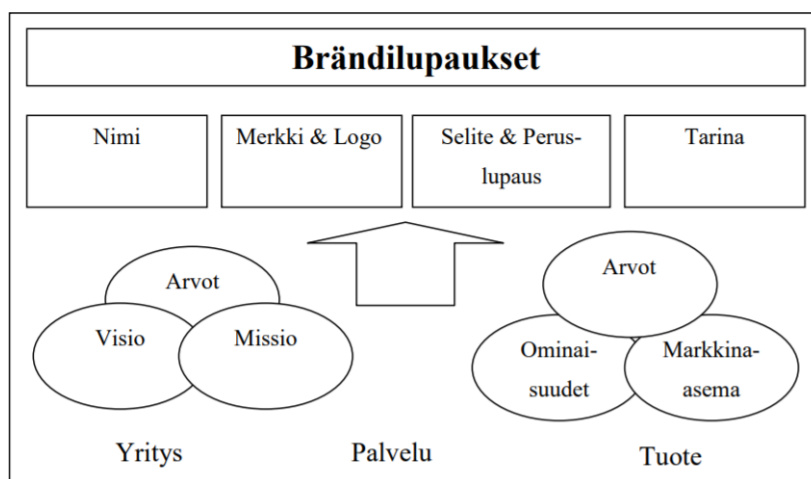 Brändilupaukset
Nimi
Merkki & Logo
Selite & Perus-
lupaus
Tarina
Arvot
Visio
Missio
Arvot
Ominai-
suudet
Markkina-
asema
Yritys
Palvelu
Tuote